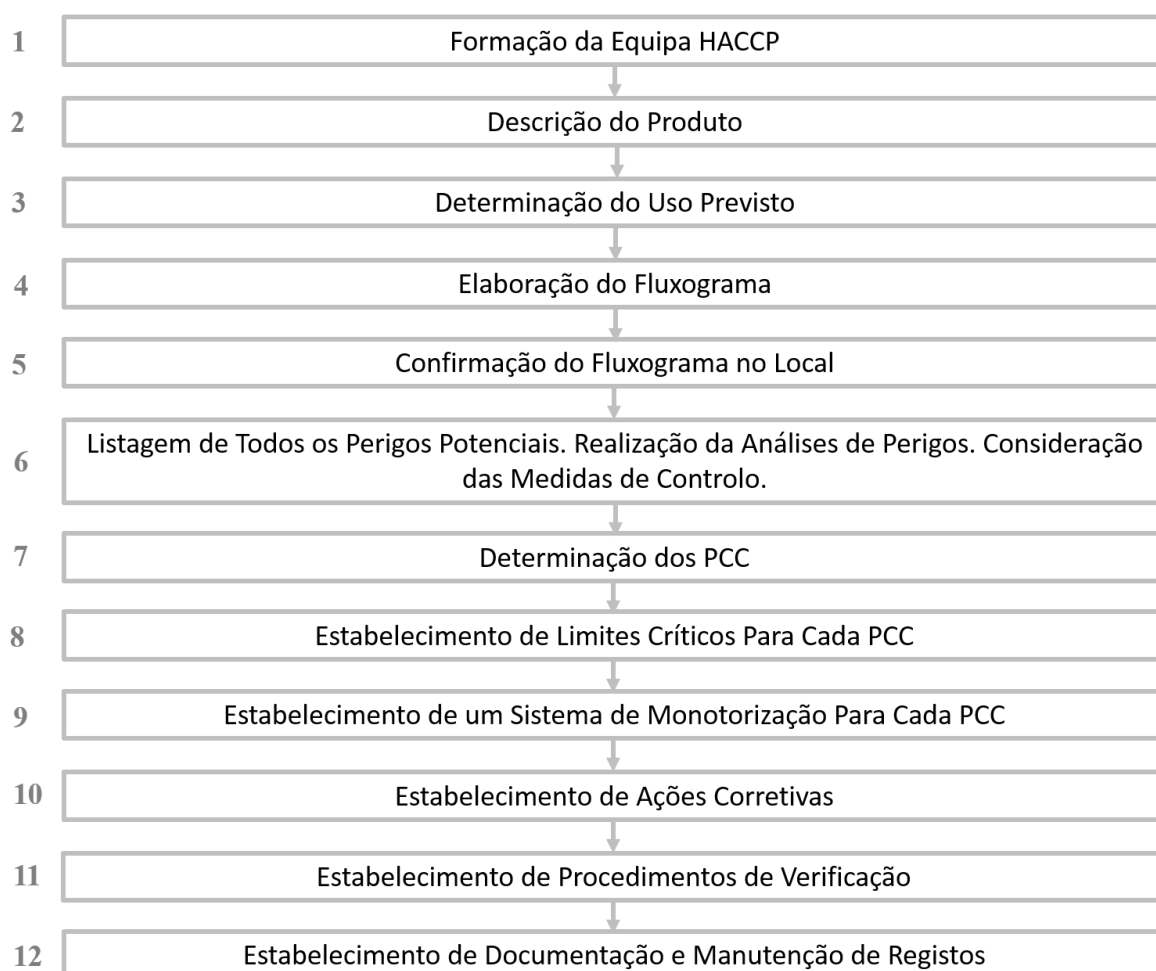 1 Formação da Equipa HACCP
2 Descrição do Produto
3 Determinação do Uso Previsto
4 Elaboração do Fluxograma
5 Confirmação do Fluxograma no Local
6 Listagem de Todos os Perigos Potenciais. Realização da Análises de Perigos. Consideração
das Medidas de Controlo.
7 Determinação dos PCC
8 Estabelecimento de Limites Críticos Para Cada PCC
9 Estabelecimento de um Sistema de Monotorização Para Cada PCC
10 Estabelecimento de Ações Corretivas
11 Estabelecimento de Procedimentos de Verificação
12 Estabelecimento de Documentação e Manutenção de Registos